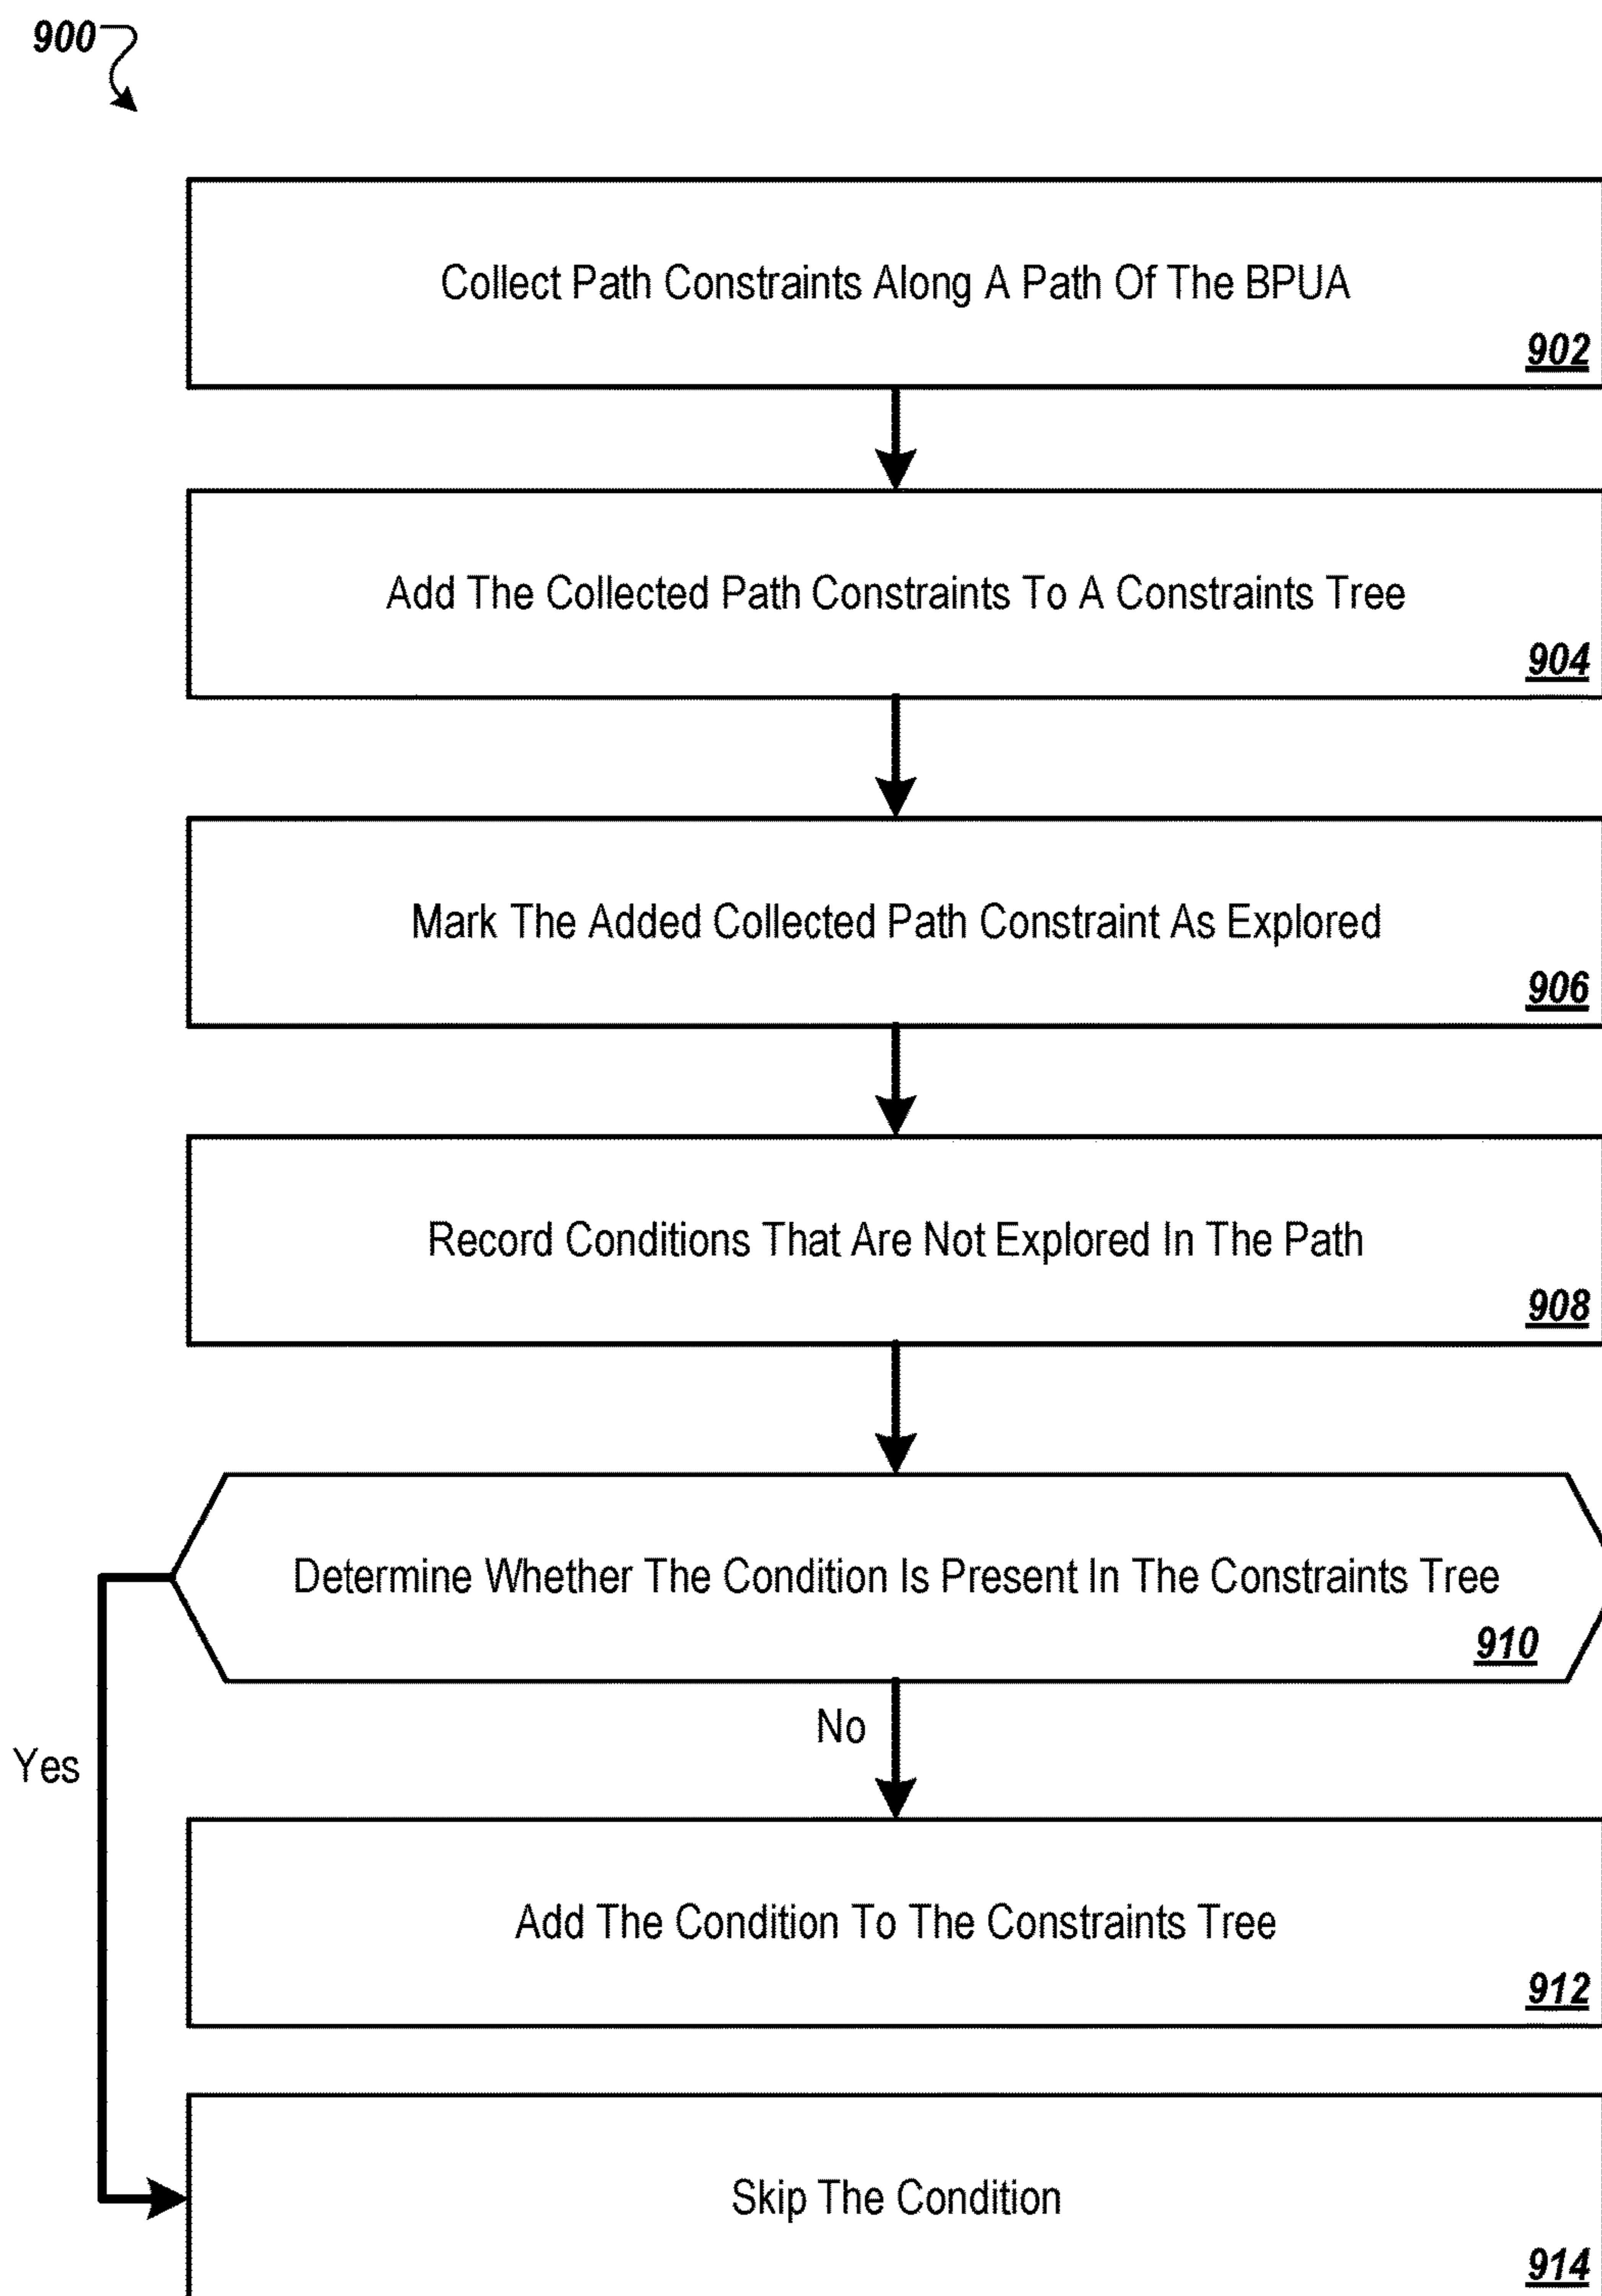 900
Collect Path Constraints Along A Path Of The BPUA
902
Add The Collected Path Constraints To A Constraints Tree
904
Mark The Added Collected Path Constraint As Explored
906
Record Conditions That Are Not Explored In The Path
908
Determine Whether The Condition Is Present In The Constraints Tree
910
No
Yes
Add The Condition To The Constraints Tree
912
Skip The Condition
914